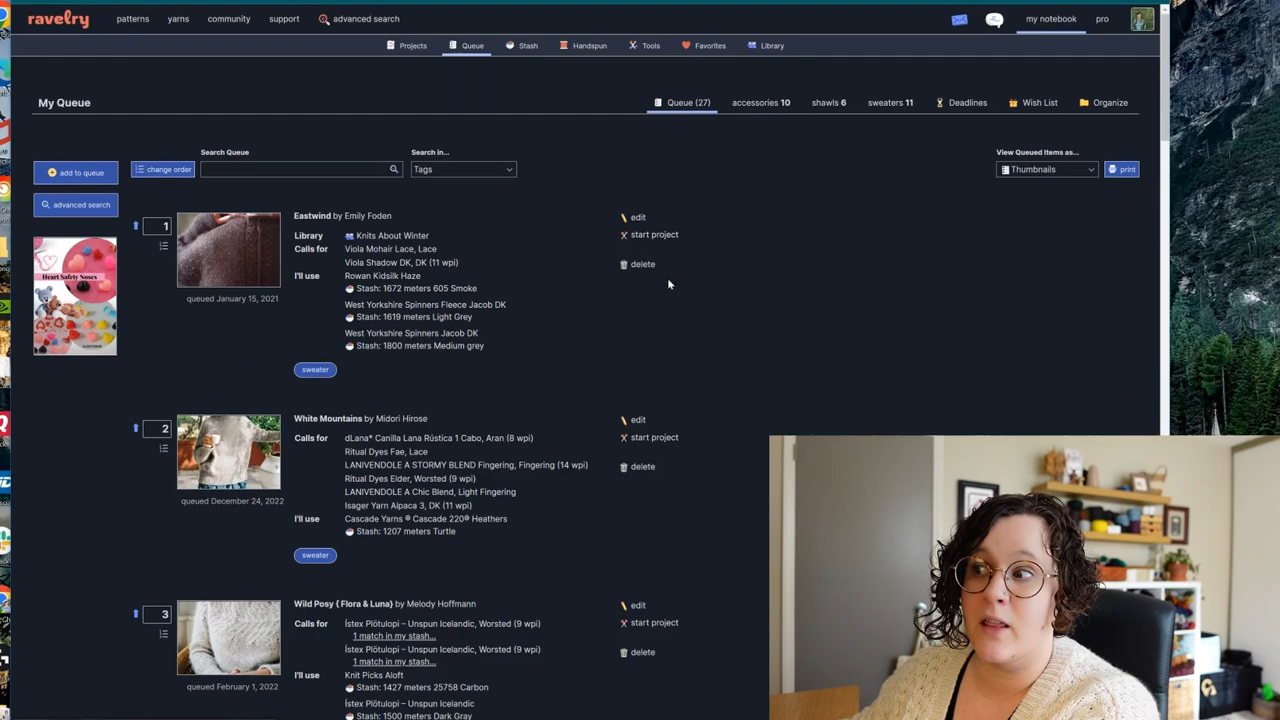 ravelry
patterns yarns community support advanced search my notebook pro
Projects Queue Stash Handspun Tools Favorites Library
My Queue
Queue (27) accessories 10 shawls 6 sweaters 11 Deadlines Wish List Organize
Search Queue Search in... View Queued Items as...
add to queue change order Tags Thumbnails print
advanced search
Heart Safety Noses
1
Eastwind by Emily Foden
edit
Library Knits About Winter
start project
Calls for Viola Mohair Lace, Lace
Viola Shadow DK, DK (11 wpi)
delete
I'll use Rowan Kidsilk Haze
Stash: 1672 meters 605 Smoke
West Yorkshire Spinners Fleece Jacob DK
Stash: 1619 meters Light Grey
West Yorkshire Spinners Jacob DK
Stash: 1800 meters Medium grey
queued January 15, 2021
sweater
2
White Mountains by Midori Hirose
edit
Calls for dLana* Canilla Lana Rústica 1 Cabo, Aran (8 wpi)
start project
Ritual Dyes Fae, Lace
LANIVENDOLE A STORMY BLEND Fingering, Fingering (14 wpi)
delete
Ritual Dyes Elder, Worsted (9 wpi)
LANIVENDOLE A Chic Blend, Light Fingering
Isager Yarn Alpaca 3, DK (11 wpi)
I'll use Cascade Yarns ® Cascade 220® Heathers
Stash: 1207 meters Turtle
queued December 24, 2022
sweater
3
Wild Posy { Flora & Luna} by Melody Hoffmann
edit
Calls for Ístex Plötulopi – Unspun Icelandic, Worsted (9 wpi)
start project
1 match in my stash...
Ístex Plötulopi – Unspun Icelandic, Worsted (9 wpi)
delete
1 match in my stash...
I'll use Knit Picks Aloft
Stash: 1427 meters 25758 Carbon
Ístex Plötulopi – Unspun Icelandic
Stash: 1500 meters Dark Gray
queued February 1, 2022